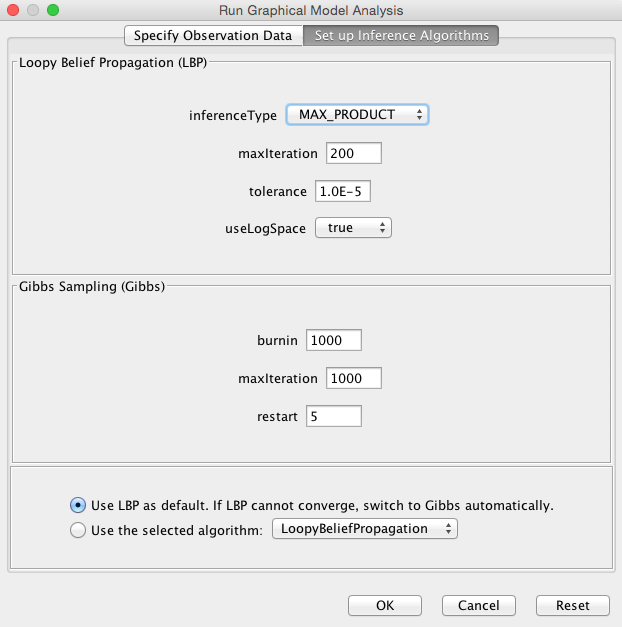 Run Graphical Model Analysis
Specify Observation Data Set up Inference Algorithms
Loopy Belief Propagation (LBP)
inferenceType MAX_PRODUCT
maxIteration 200
tolerance 1.0E-5
useLogSpace true
Gibbs Sampling (Gibbs)
burnin 1000
maxIteration 1000
restart 5
Use LBP as default. If LBP cannot converge, switch to Gibbs automatically.
Use the selected algorithm: LoopyBeliefPropagation
OK Cancel Reset